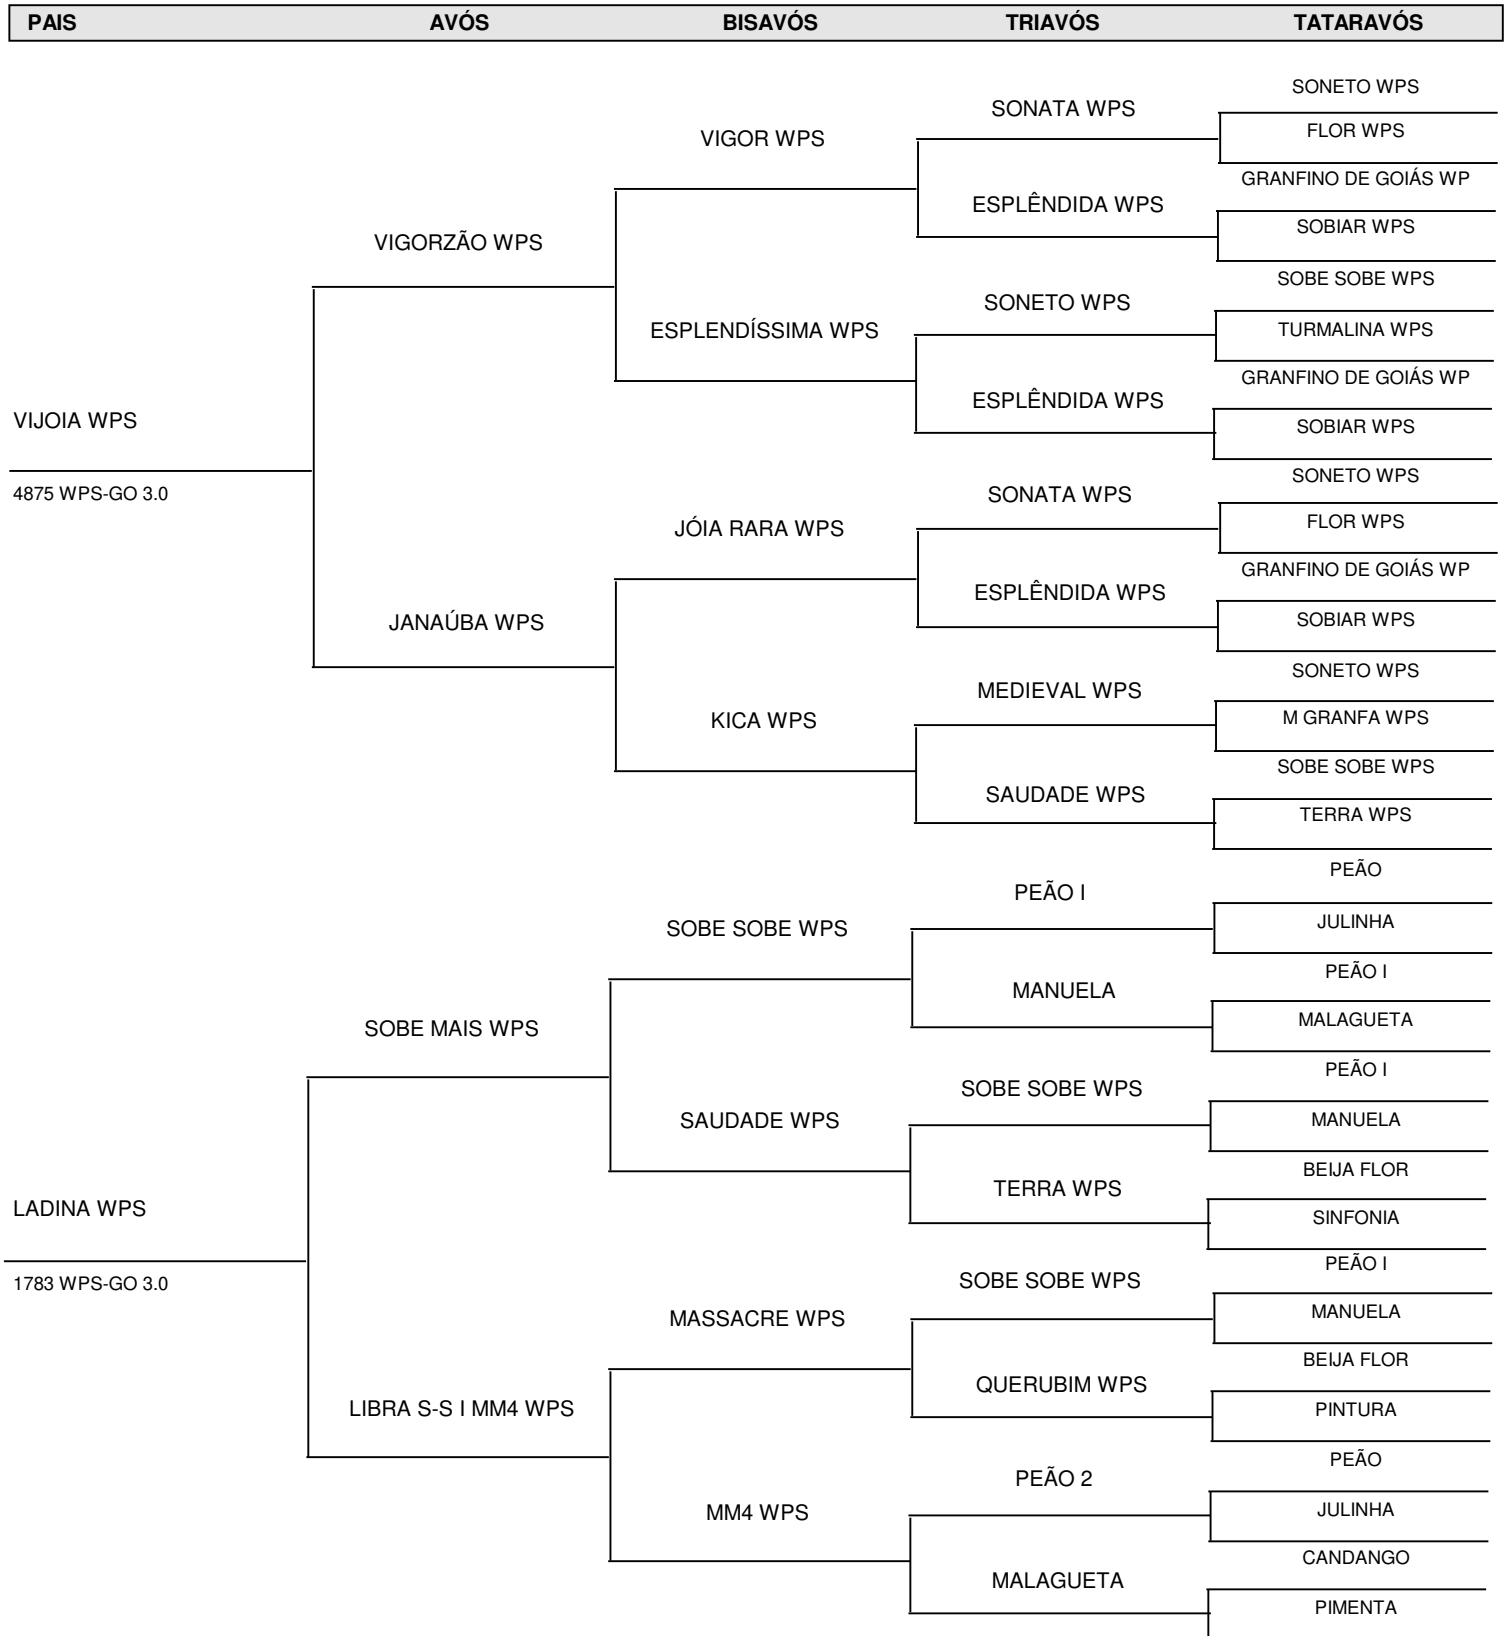 PAIS AVÓS BISAVÓS TRIAVÓS TATARAVÓS
SONETO WPS
SONATA WPS
FLOR WPS
VIGOR WPS
GRANFINO DE GOIÁS WP
ESPLÊNDIDA WPS
SOBIAR WPS
VIGORZÃO WPS
SOBE SOBE WPS
SONETO WPS
TURMALINA WPS
ESPLENDÍSSIMA WPS
GRANFINO DE GOIÁS WP
ESPLÊNDIDA WPS
SOBIAR WPS
VIJOIA WPS
4875 WPS-GO 3.0
SONETO WPS
SONATA WPS
FLOR WPS
JÓIA RARA WPS
GRANFINO DE GOIÁS WP
ESPLÊNDIDA WPS
SOBIAR WPS
JANAÚBA WPS
SONETO WPS
MEDIEVAL WPS
M GRANFA WPS
KICA WPS
SOBE SOBE WPS
SAUDADE WPS
TERRA WPS
PEÃO
PEÃO I
JULINHA
SOBE SOBE WPS
PEÃO I
MANUELA
MALAGUETA
SOBE MAIS WPS
PEÃO I
SOBE SOBE WPS
MANUELA
SAUDADE WPS
BEIJA FLOR
TERRA WPS
SINFONIA
LADINA WPS
1783 WPS-GO 3.0
PEÃO I
SOBE SOBE WPS
MANUELA
MASSACRE WPS
BEIJA FLOR
QUERUBIM WPS
PINTURA
LIBRA S-S I MM4 WPS
PEÃO
PEÃO 2
JULINHA
MM4 WPS
CANDANGO
MALAGUETA
PIMENTA